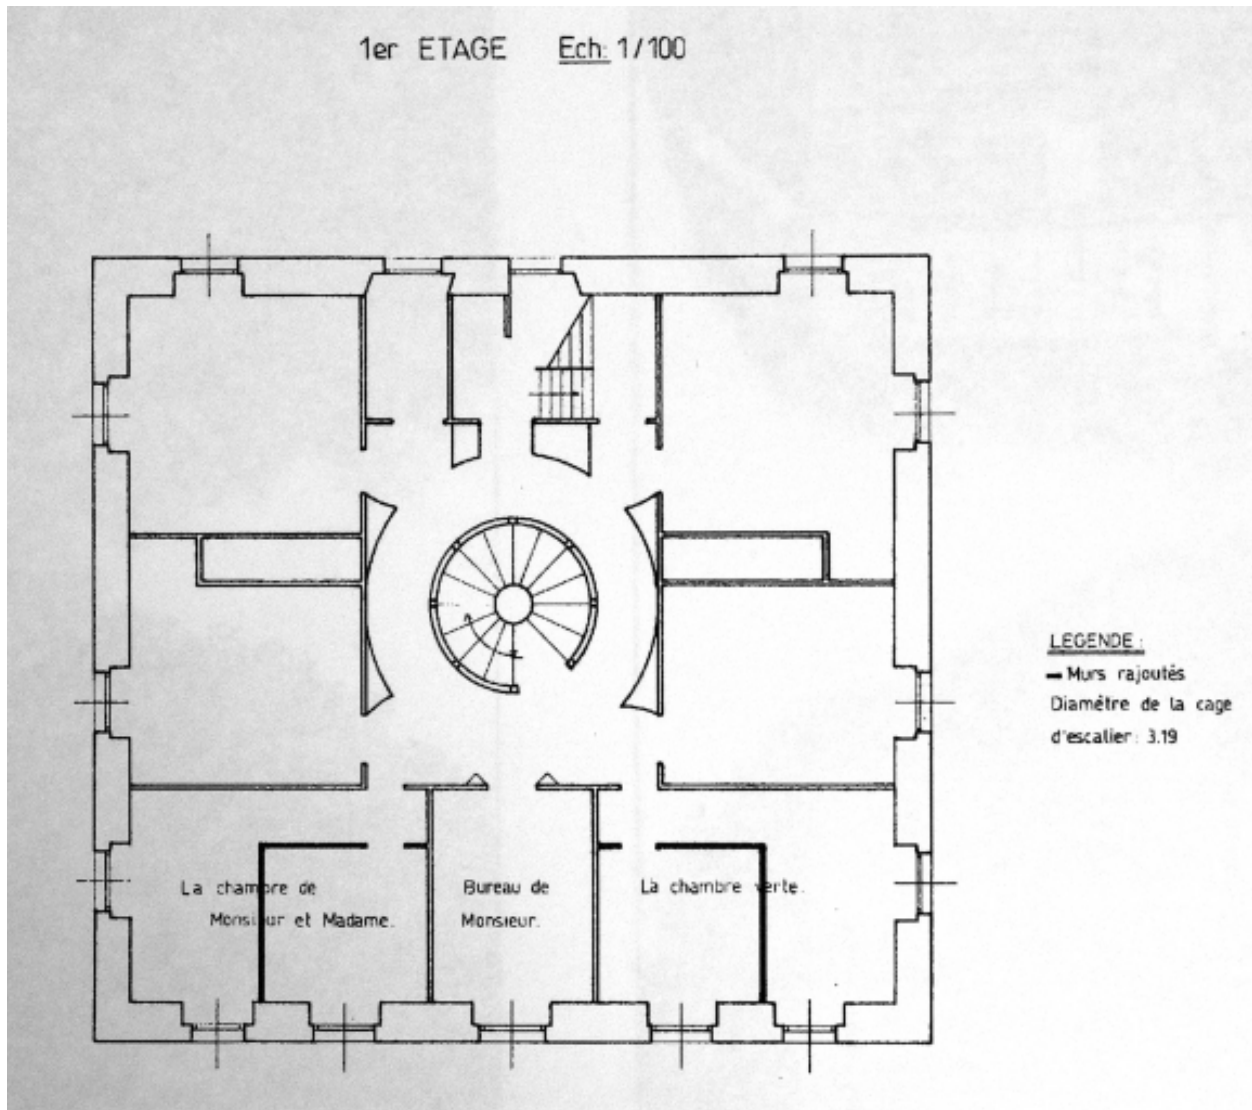 1er ETAGE Ech: 1/100
LEGENDE:
Murs rajoutés
Diamétre de la cage
d'escalier: 3.19
La chambre de
Monsieur et Madame.
Bureau de
Monsieur.
La chambre verte.